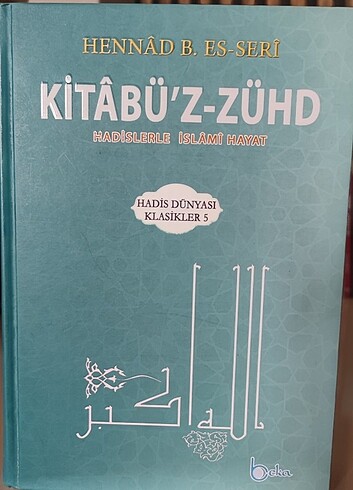 HENNÂD B. ES-SERÎ
KİTÂBÜ'Z-ZÜHD
HADİSLERLE İSLÂMÎ HAYAT
HADİS DÜNYASI
KLASİKLER 5
الله اكبر
beka